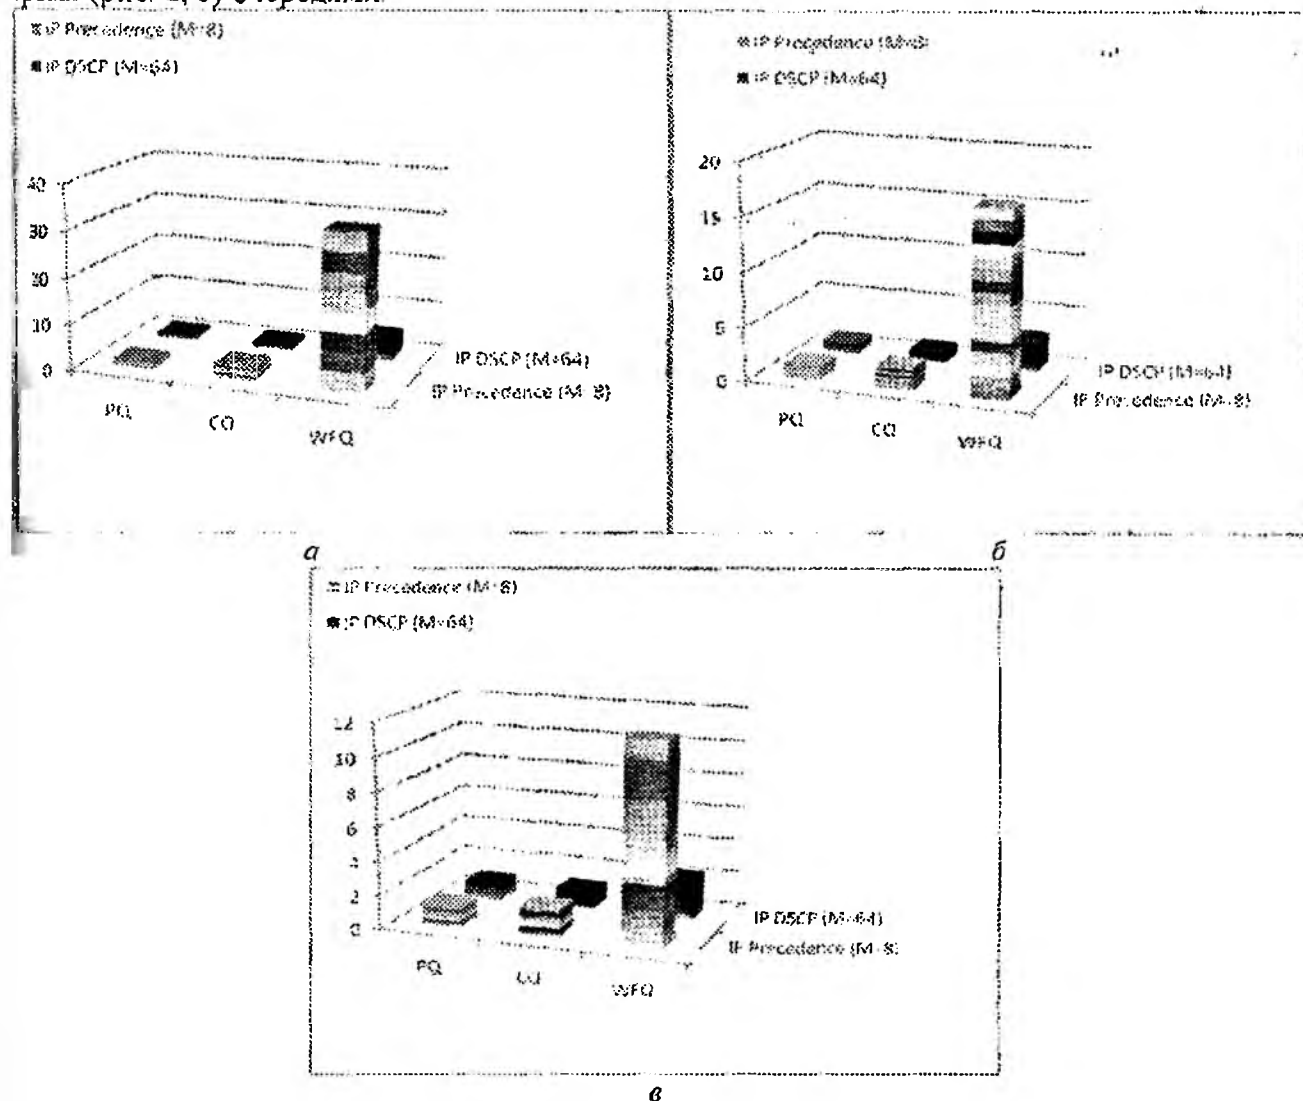 IP Precedence (M=8)
IP DSCP (M=64)
40
30
20
10
0
PQ
CQ
WFQ
IP DSCP (M=64)
IP Precedence (M=8)
а
IP Precedence (M=8)
IP DSCP (M=64)
20
15
10
5
0
PQ
CQ
WFQ
IP DSCP (M=64)
IP Precedence (M=8)
б
IP Precedence (M=8)
IP DSCP (M=64)
12
10
8
6
4
2
0
PQ
CQ
WFQ
IP DSCP (M=64)
IP Precedence (M=8)
в